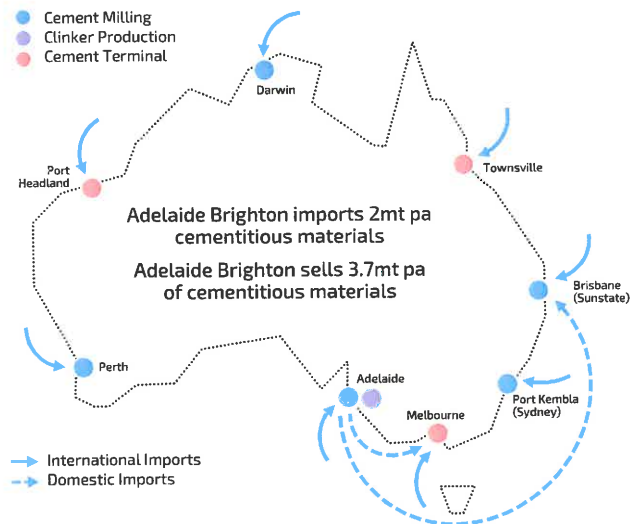 Cement Milling
Clinker Production
Cement Terminal
Darwin
Port
Headland
Townsville
Adelaide Brighton imports 2mt pa
cementitious materials
Adelaide Brighton sells 3.7mt pa
of cementitious materials
Brisbane
(Sunstate)
Perth
Adelaide
Port Kembla
(Sydney)
Melbourne
International Imports
Domestic Imports